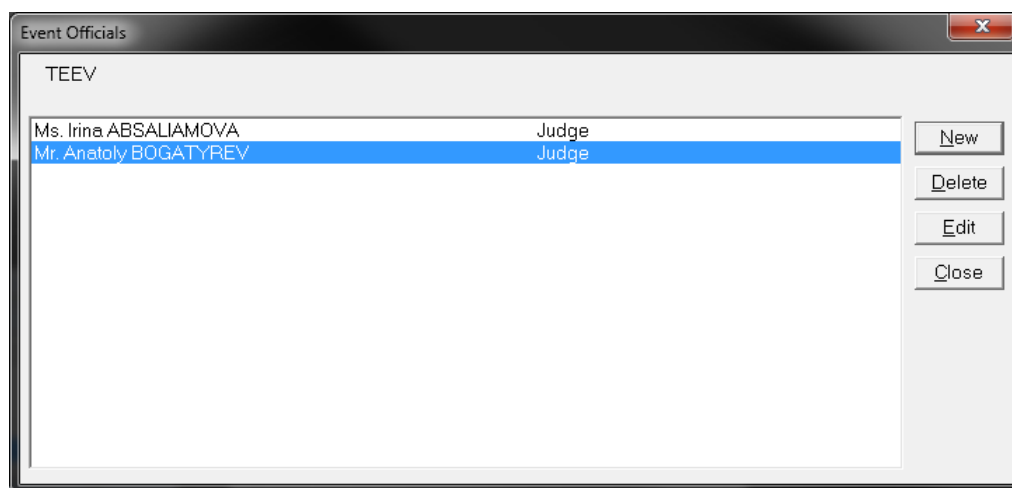 Event Officials
TEEV
Ms. Irina ABSALIAMOVA Judge
Mr. Anatoly BOGATYREV Judge
New
Delete
Edit
Close